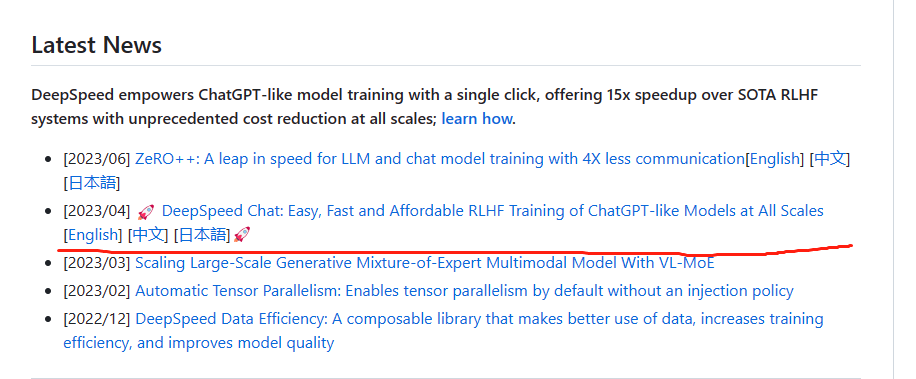 Latest News
DeepSpeed empowers ChatGPT-like model training with a single click, offering 15x speedup over SOTA RLHF
systems with unprecedented cost reduction at all scales; learn how.
[2023/06] ZeRO++: A leap in speed for LLM and chat model training with 4X less communication[English] [中文]
[日本語]
[2023/04] 🚀 DeepSpeed Chat: Easy, Fast and Affordable RLHF Training of ChatGPT-like Models at All Scales
[English] [中文] [日本語]🚀
[2023/03] Scaling Large-Scale Generative Mixture-of-Expert Multimodal Model With VL-MoE
[2023/02] Automatic Tensor Parallelism: Enables tensor parallelism by default without an injection policy
[2022/12] DeepSpeed Data Efficiency: A composable library that makes better use of data, increases training
efficiency, and improves model quality